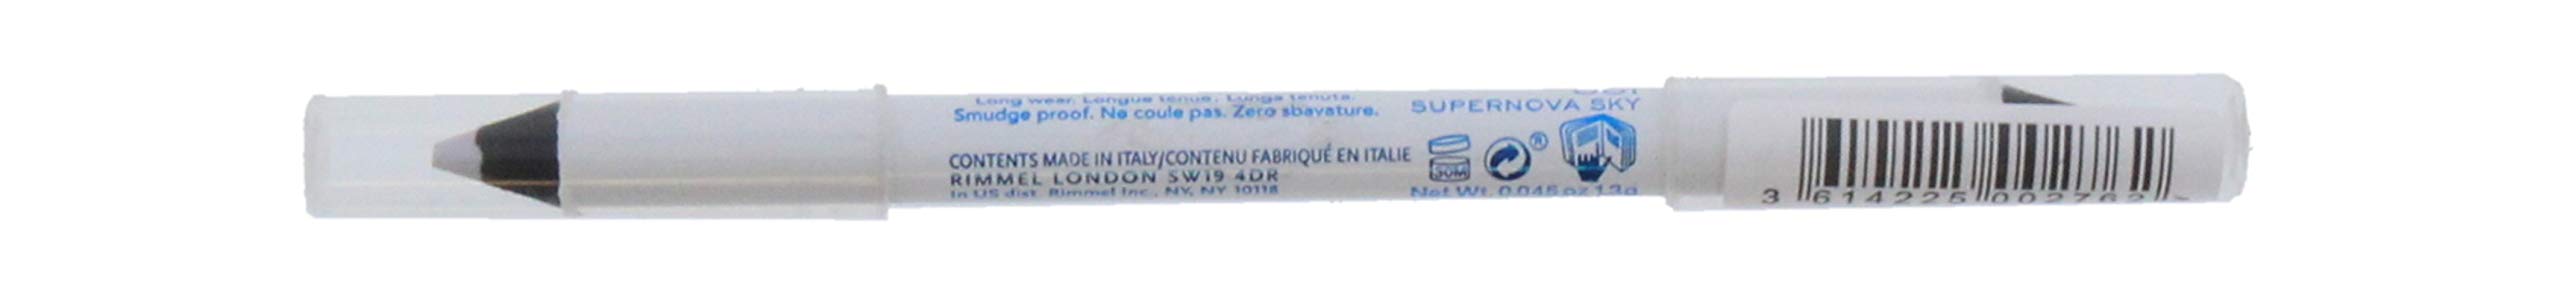 Long wear. Longue tenue. Lunga tenuta.
Smudge proof. Ne coule pas. Zero sbavature.
CONTENTS MADE IN ITALY/CONTENU FABRIQUÉ EN ITALIE
RIMMEL LONDON SW19 4DR
In US dist. Rimmel Inc., NY, NY 10118
SUPERNOVA SKY
30M
®
Net Wt. 0.046 oz 1.3g
3 614225 002762